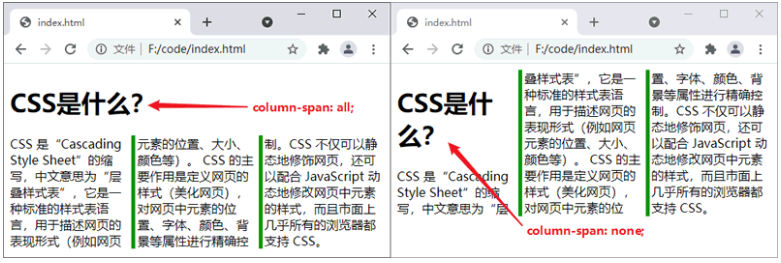 index.html
文件
F:/code/index.html
CSS是什么?
column-span: all;
CSS 是“Cascading
Style Sheet”的缩
写，中文意思为“层
叠样式表”，它是一
种标准的样式表语
言，用于描述网页的
表现形式（例如网页
元素的位置、大小、
颜色等）。 CSS 的主
要作用是定义网页的
样式（美化网页），
对网页中元素的位
置、字体、颜色、背
景等属性进行精确控
制。CSS 不仅可以静
态地修饰网页，还可
以配合 JavaScript 动
态地修改网页中元素
的样式，而且市面上
几乎所有的浏览器都
支持 CSS。
index.html
文件
F:/code/index.html
CSS是什
么?
CSS 是“Cascading
Style Sheet”的缩
写，中文意思为“层
叠样式表”，它是一
种标准的样式表语
言，用于描述网页的
表现形式（例如网页
元素的位置、大小、
颜色等）。 CSS 的主
要作用是定义网页的
样式（美化网页），
对网页中元素的位
置、字体、颜色、背
景等属性进行精确控
制。CSS 不仅可以静
态地修饰网页，还可
以配合 JavaScript 动
态地修改网页中元素
的样式，而且市面上
几乎所有的浏览器都
支持 CSS。
column-span: none;